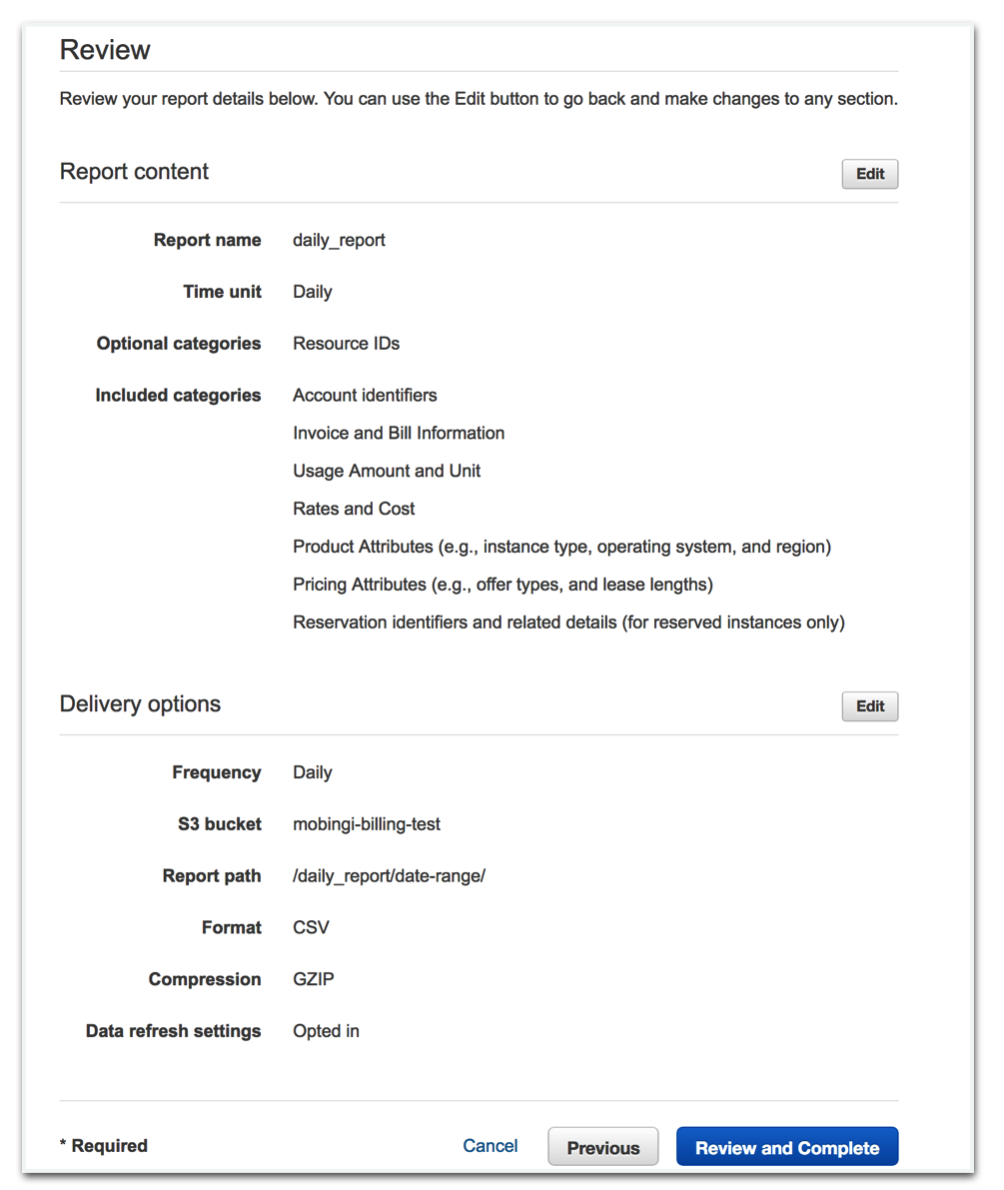 Review
Review your report details below. You can use the Edit button to go back and make changes to any section.
Report content
Edit
Report name daily_report
Time unit Daily
Optional categories Resource IDs
Included categories Account identifiers
Invoice and Bill Information
Usage Amount and Unit
Rates and Cost
Product Attributes (e.g., instance type, operating system, and region)
Pricing Attributes (e.g., offer types, and lease lengths)
Reservation identifiers and related details (for reserved instances only)
Delivery options
Edit
Frequency Daily
S3 bucket mobingi-billing-test
Report path /daily_report/date-range/
Format CSV
Compression GZIP
Data refresh settings Opted in
* Required Cancel Previous Review and Complete